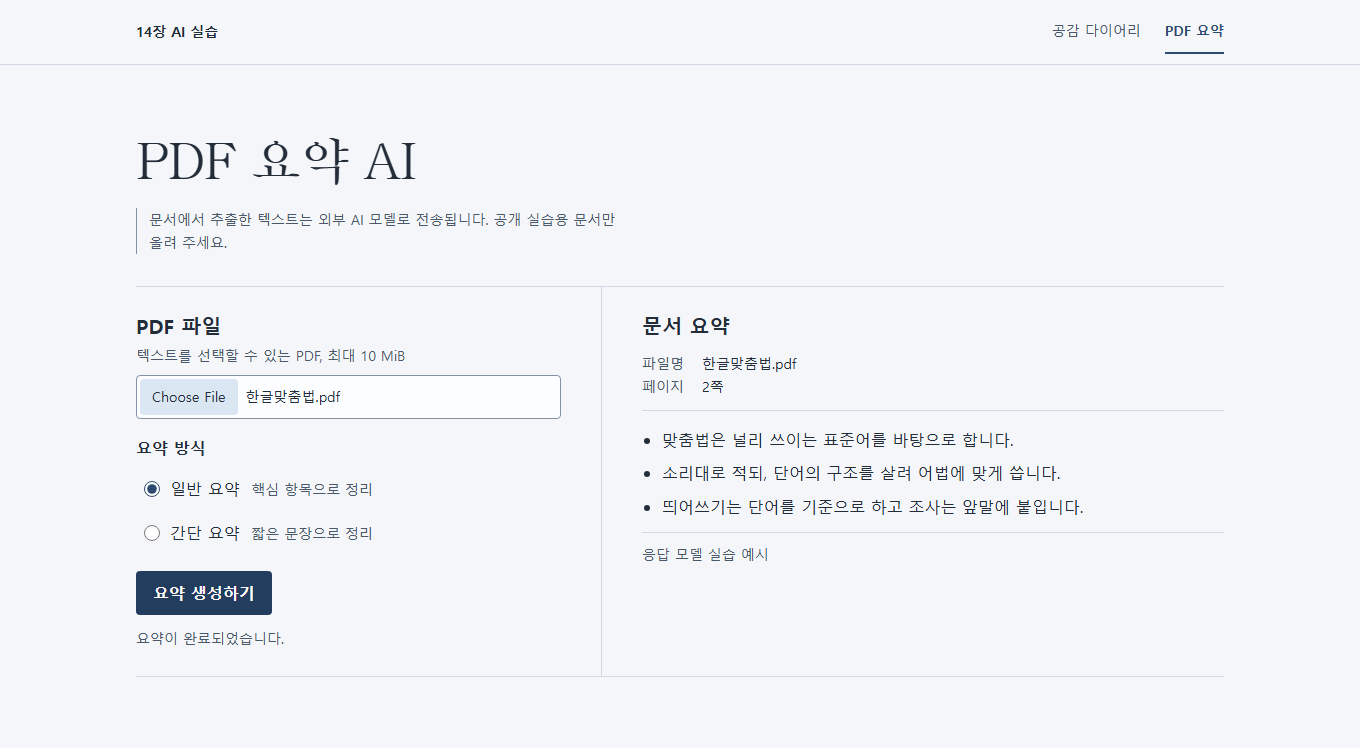 14장 AI 실습
공감 다이어리
PDF 요약
PDF 요약 AI
문서에서 추출한 텍스트는 외부 AI 모델로 전송됩니다. 공개 실습용 문서만
올려 주세요.
PDF 파일
텍스트를 선택할 수 있는 PDF, 최대 10 MiB
Choose File 한글맞춤법.pdf
요약 방식
일반 요약 핵심 항목으로 정리
간단 요약 짧은 문장으로 정리
요약 생성하기
요약이 완료되었습니다.
문서 요약
파일명 한글맞춤법.pdf
페이지 2쪽
맞춤법은 널리 쓰이는 표준어를 바탕으로 합니다.
소리대로 적되, 단어의 구조를 살려 어법에 맞게 씁니다.
띄어쓰기는 단어를 기준으로 하고 조사는 앞말에 붙입니다.
응답 모델 실습 예시